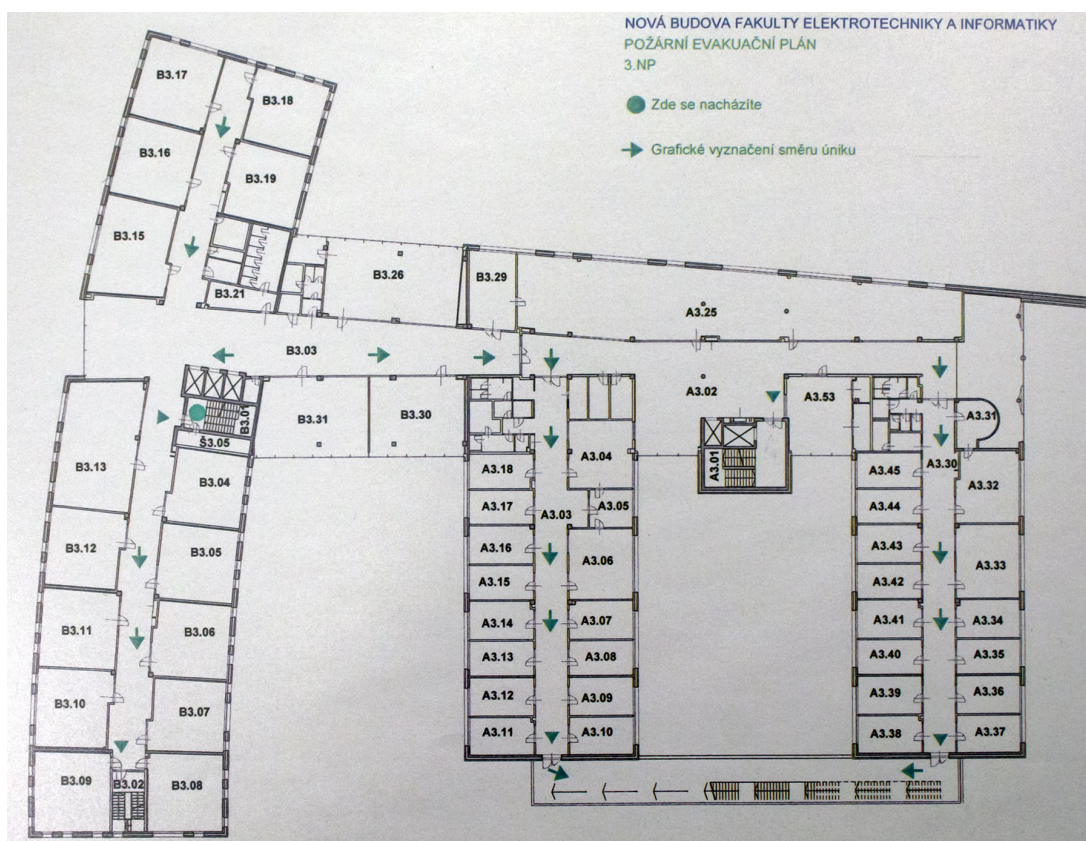 NOVÁ BUDOVA FAKULTY ELEKTROTECHNIKY A INFORMATIKY
POŽÁRNÍ EVAKUAČNÍ PLÁN
3.NP
Zde se nacházíte
Grafické vyznačení směru úniku
B3.17
B3.18
B3.16
B3.19
B3.15
B3.21
B3.26
B3.29
A3.25
B3.03
A3.02
B3.31
B3.30
B3.01
Š3.05
A3.53
A3.31
A3.01
B3.13
B3.04
A3.18
A3.04
A3.45
A3.30
A3.32
A3.17
A3.05
A3.03
A3.44
B3.12
B3.05
A3.16
A3.06
A3.43
A3.33
A3.15
A3.42
B3.11
B3.06
A3.14
A3.07
A3.41
A3.34
A3.13
A3.08
A3.40
A3.35
B3.10
B3.07
A3.12
A3.09
A3.39
A3.36
A3.11
A3.10
A3.38
A3.37
B3.09
B3.02
B3.08